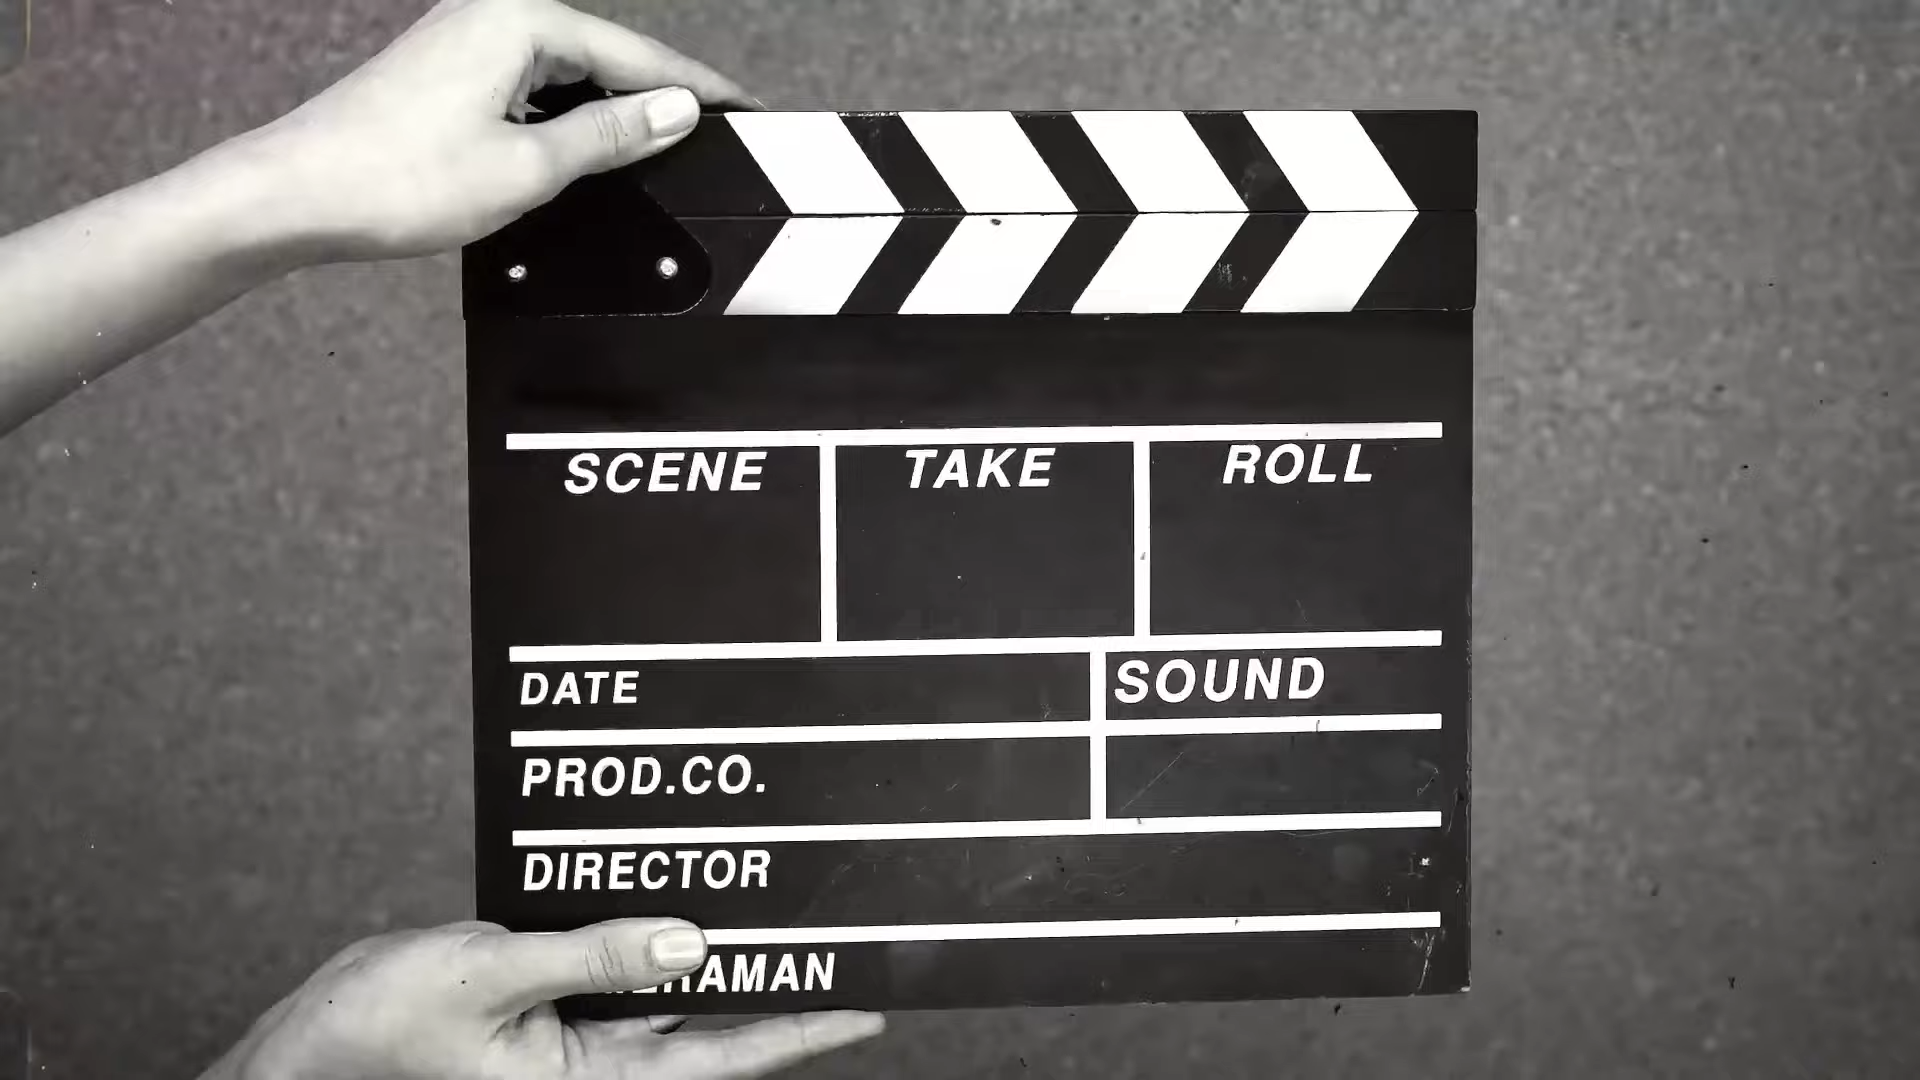 SCENE TAKE ROLL
DATE SOUND
PROD.CO.
DIRECTOR